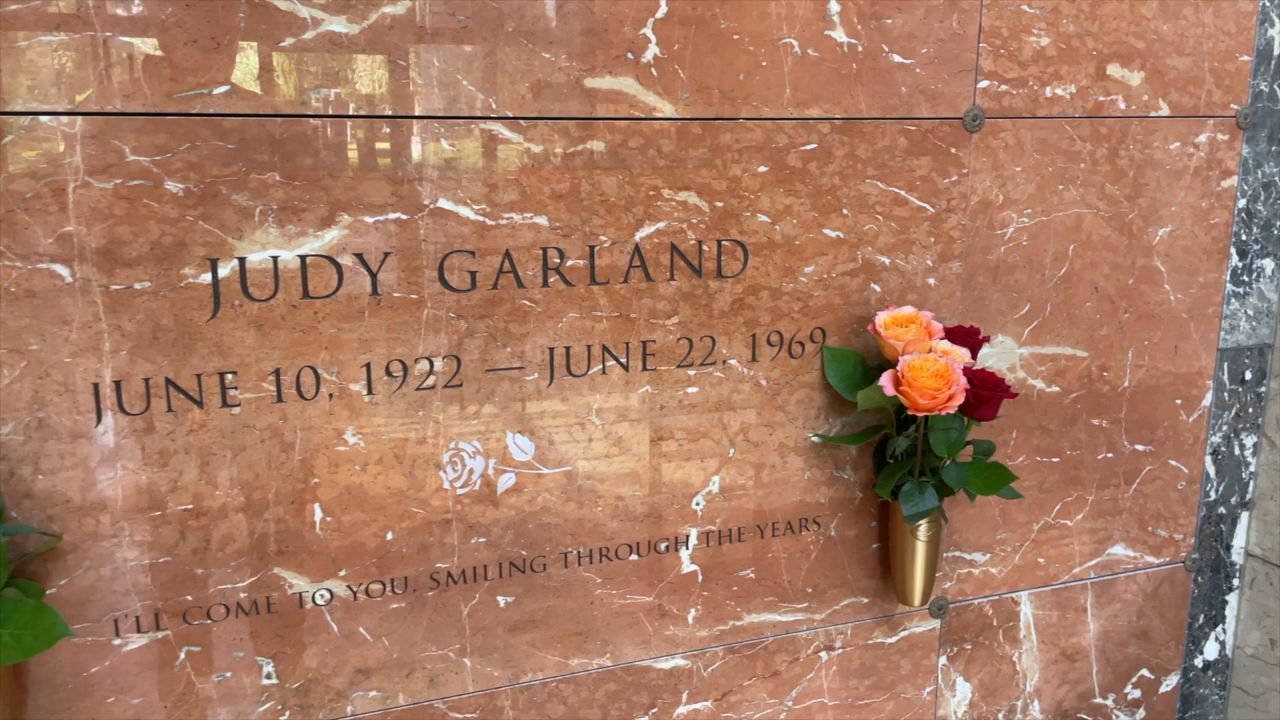 JUDY GARLAND
JUNE 10, 1922 – JUNE 22, 1969
I'LL COME TO YOU, SMILING THROUGH THE YEARS